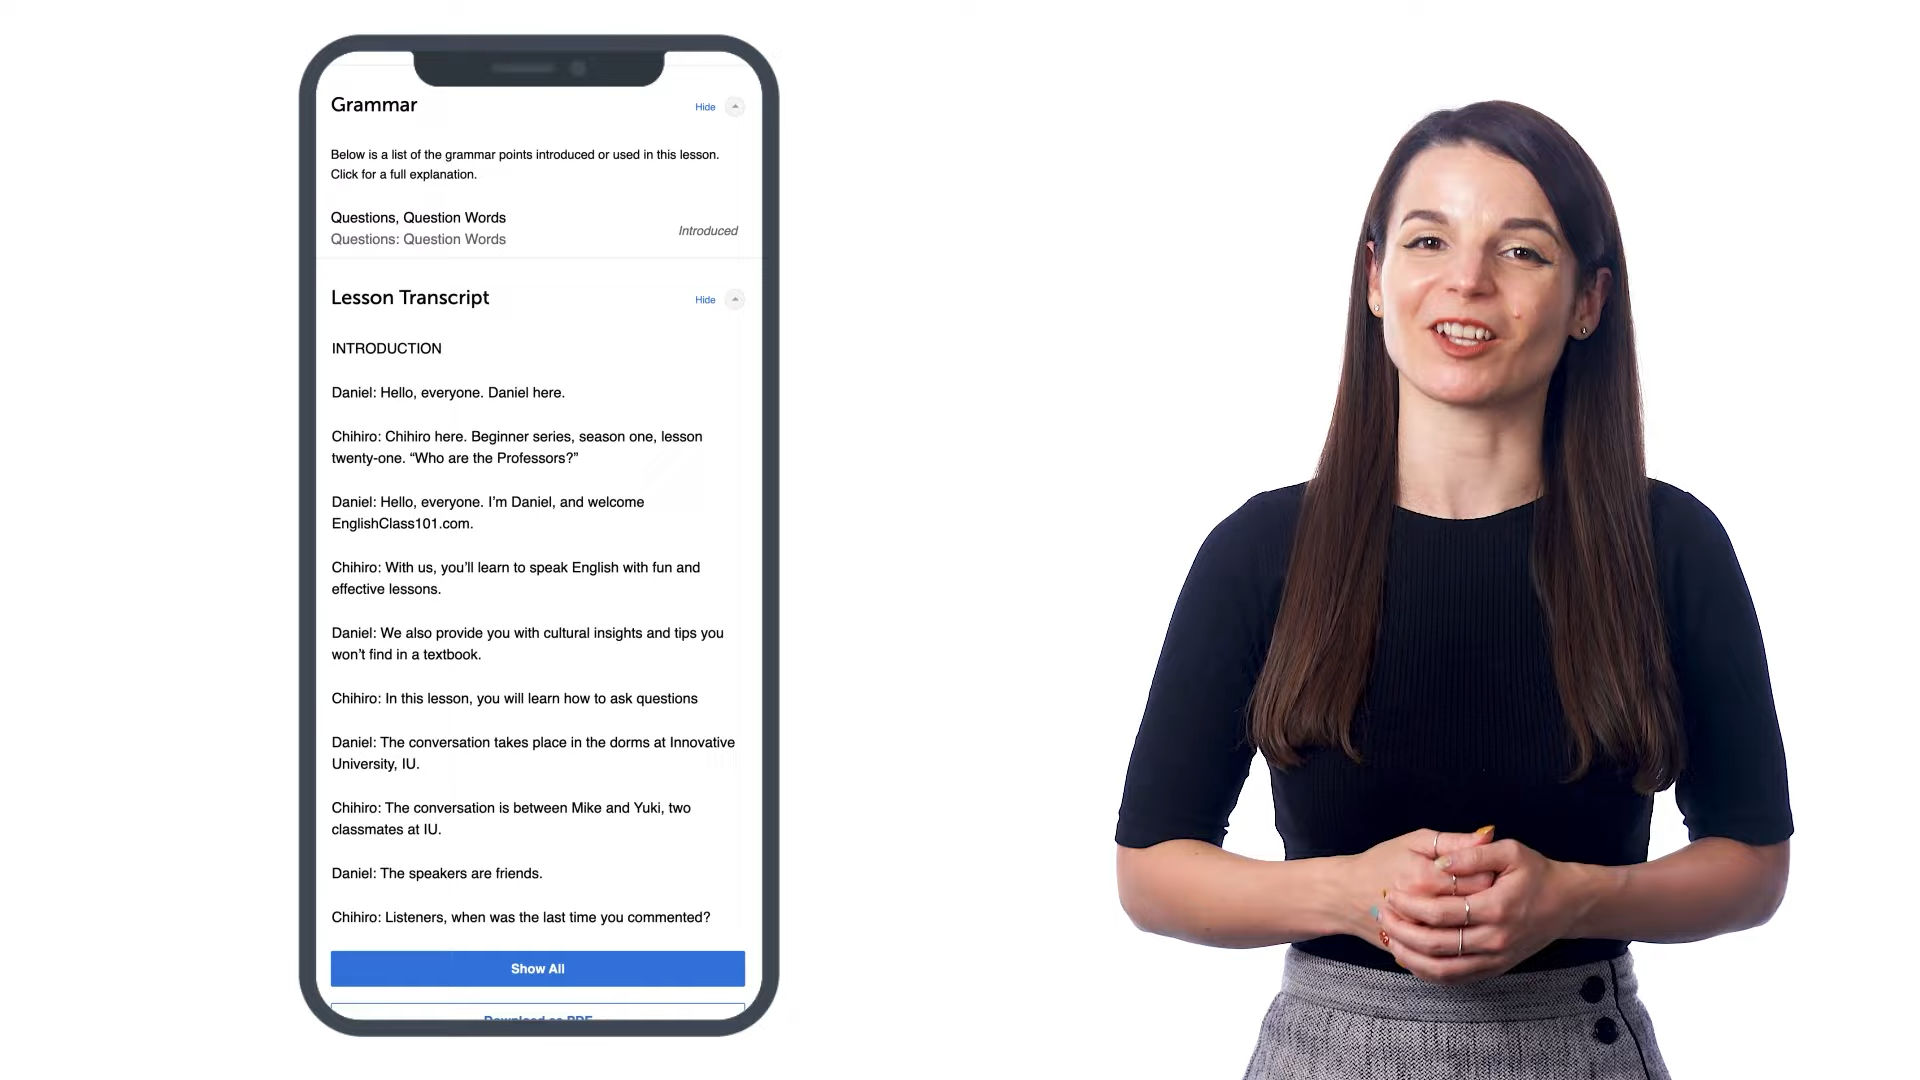 Grammar
Hide
Below is a list of the grammar points introduced or used in this lesson.
Click for a full explanation.
Questions, Question Words
Questions: Question Words
Introduced
Lesson Transcript
Hide
INTRODUCTION
Daniel: Hello, everyone. Daniel here.
Chihiro: Chihiro here. Beginner series, season one, lesson
twenty-one. “Who are the Professors?”
Daniel: Hello, everyone. I’m Daniel, and welcome
EnglishClass101.com.
Chihiro: With us, you’ll learn to speak English with fun and
effective lessons.
Daniel: We also provide you with cultural insights and tips you
won’t find in a textbook.
Chihiro: In this lesson, you will learn how to ask questions
Daniel: The conversation takes place in the dorms at Innovative
University, IU.
Chihiro: The conversation is between Mike and Yuki, two
classmates at IU.
Daniel: The speakers are friends.
Chihiro: Listeners, when was the last time you commented?
Show All
Download as PDF